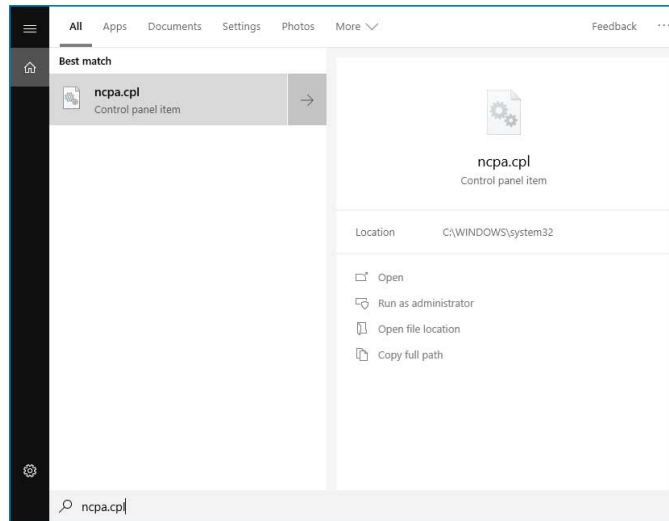 All Apps Documents Settings Photos More Feedback ...
Best match
ncpa.cpl
Control panel item
ncpa.cpl
Control panel item
Location C:\WINDOWS\system32
Open
Run as administrator
Open file location
Copy full path
ncpa.cpl